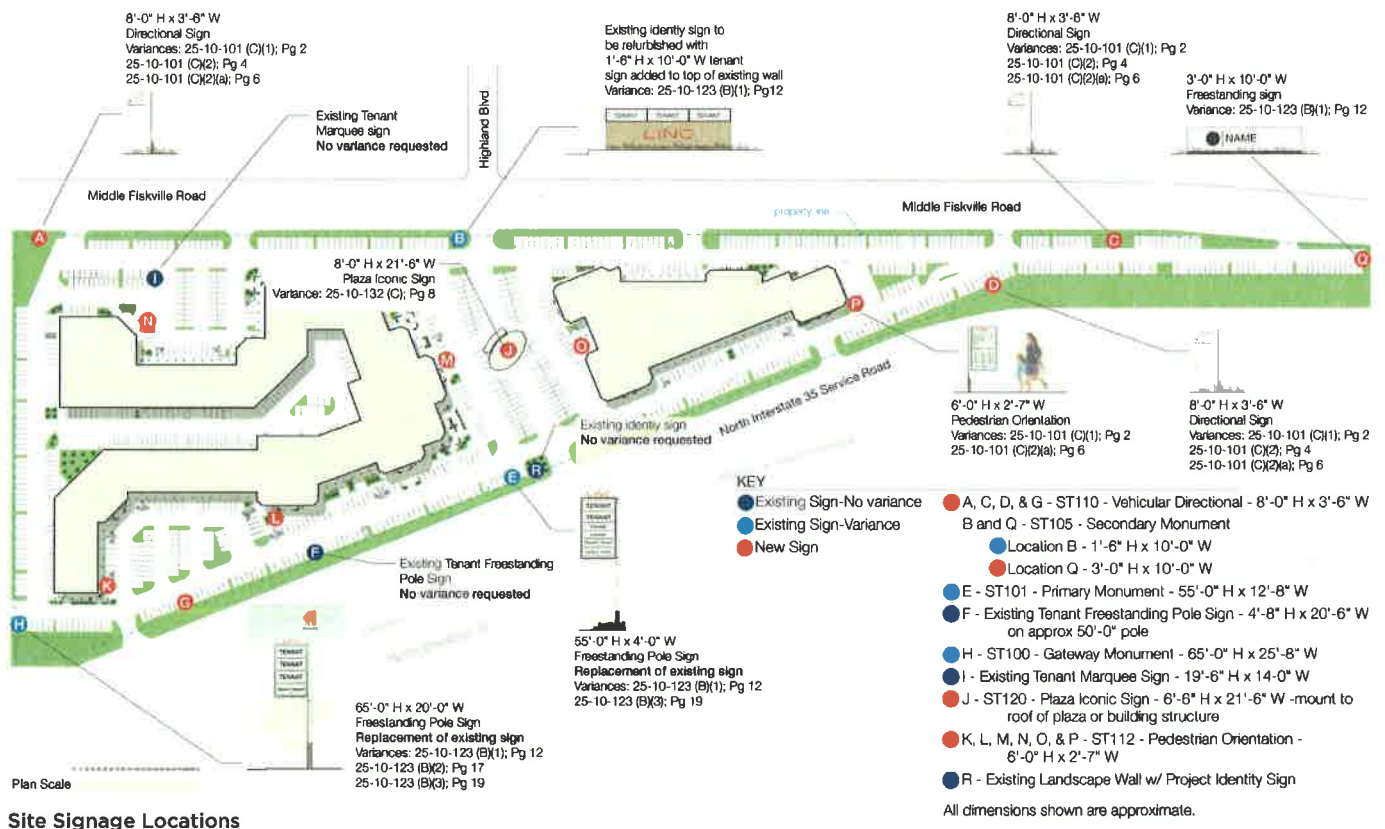 8'-0" H x 3'-6" W
Directional Sign
Variances: 25-10-101 (C)(1); Pg 2
25-10-101 (C)(2); Pg 4
25-10-101 (C)(2)(a); Pg 6
Existing Tenant
Marquee sign
No variance requested
Highland Blvd
Existing identity sign to
be refurbished with
1'-6" H x 10'-0" W tenant
sign added to top of existing wall
Variance: 25-10-123 (B)(1); Pg12
TENANT TENANT TENANT
LINC
8'-0" H x 3'-6" W
Directional Sign
Variances: 25-10-101 (C)(1); Pg 2
25-10-101 (C)(2); Pg 4
25-10-101 (C)(2)(a); Pg 6
3'-0" H x 10'-0" W
Freestanding sign
Variance: 25-10-123 (B)(1); Pg 12
NAME
Middle Fiskville Road
property line
Middle Fiskville Road
A
B
C
Q
I
8'-0" H x 21'-6" W
Plaza Iconic Sign
Variance: 25-10-132 (C); Pg 8
D
P
N
M
J
O
6'-0" H x 2'-7" W
Pedestrian Orientation
Variances: 25-10-101 (C)(1); Pg 2
25-10-101 (C)(2)(a); Pg 6
8'-0" H x 3'-6" W
Directional Sign
Variances: 25-10-101 (C)(1); Pg 2
25-10-101 (C)(2); Pg 4
25-10-101 (C)(2)(a); Pg 6
North Interstate 35 Service Road
Existing identity sign
No variance requested
E
R
L
F
K
G
H
Existing Tenant Freestanding
Pole Sign
No variance requested
TENANT
TENANT
55'-0" H x 4'-0" W
Freestanding Pole Sign
Replacement of existing sign
Variances: 25-10-123 (B)(1); Pg 12
25-10-123 (B)(3); Pg 19
TENANT
TENANT
TENANT
65'-0" H x 20'-0" W
Freestanding Pole Sign
Replacement of existing sign
Variances: 25-10-123 (B)(1); Pg 12
25-10-123 (B)(2); Pg 17
25-10-123 (B)(3); Pg 19
KEY
Existing Sign-No variance
Existing Sign-Variance
New Sign
A, C, D, & G - ST110 - Vehicular Directional - 8'-0" H X 3'-6" W
B and Q - ST105 - Secondary Monument
Location B - 1'-6" H x 10'-0" W
Location Q - 3'-0" H x 10'-0" W
E - ST101 - Primary Monument - 55'-0" H x 12'-8" W
F - Existing Tenant Freestanding Pole Sign - 4'-8" H x 20'-6" W
on approx 50'-0" pole
H - ST100 - Gateway Monument - 65'-0" H x 25'-8" W
I - Existing Tenant Marquee Sign - 19'-6" H x 14'-0" W
J - ST120 - Plaza Iconic Sign - 6'-6" H x 21'-6" W -mount to
roof of plaza or building structure
K, L, M, N, O, & P - ST112 - Pedestrian Orientation -
6'-0" H x 2'-7" W
R - Existing Landscape Wall w/ Project Identity Sign
All dimensions shown are approximate.
Plan Scale
Site Signage Locations